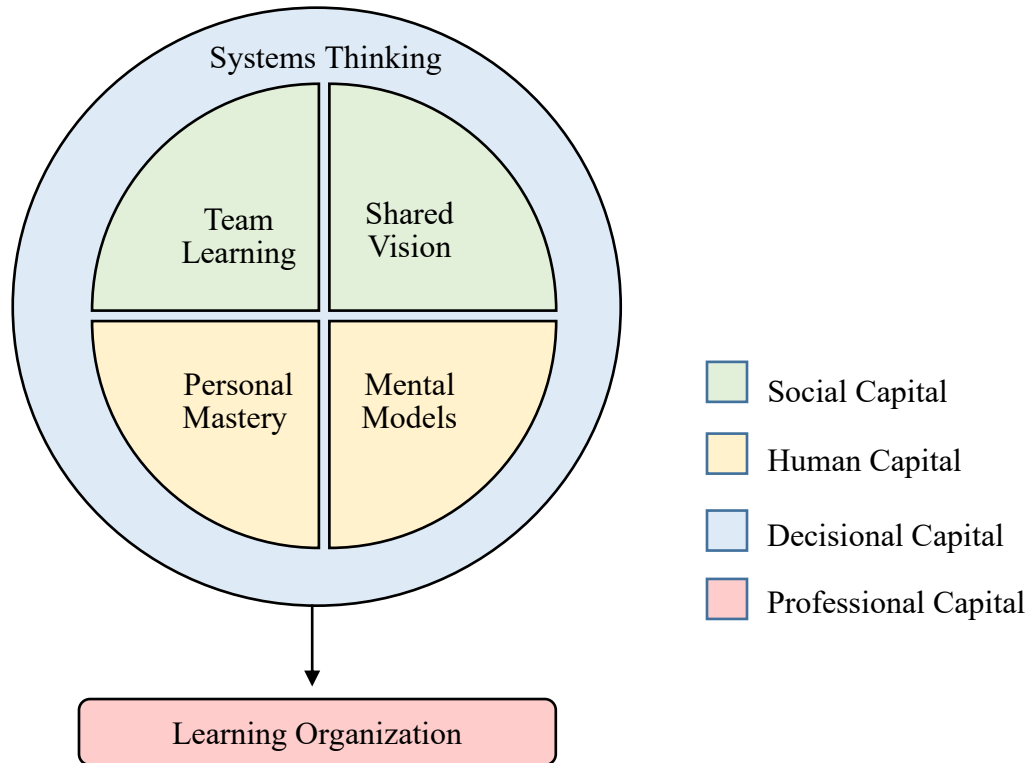 Systems Thinking
Team
Learning
Shared
Vision
Personal
Mastery
Mental
Models
Social Capital
Human Capital
Decisional Capital
Professional Capital
Learning Organization